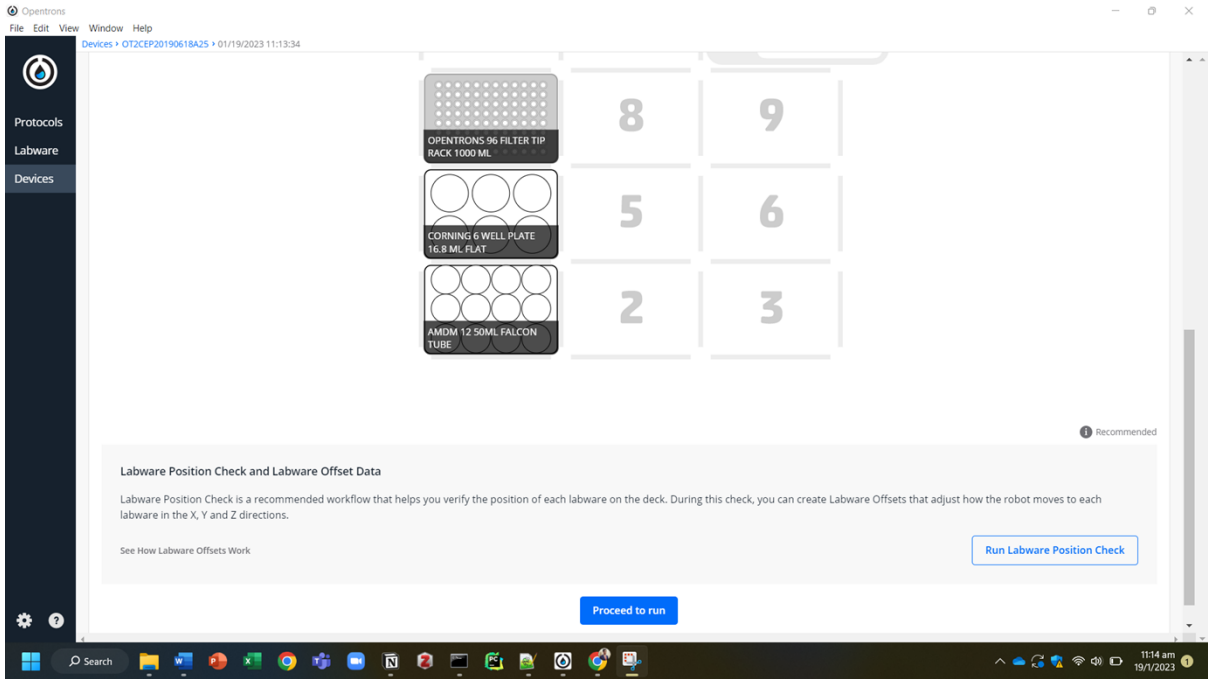 Opentrons
File Edit View Window Help
Devices › OT2CEP20190618A25 › 01/19/2023 11:13:34
Protocols
Labware
Devices
OPENTRONS 96 FILTER TIP
RACK 1000 ML
8
9
CORNING 6 WELL PLATE
16.8 ML FLAT
5
6
AMDM 12 50ML FALCON
TUBE
2
3
Recommended
Labware Position Check and Labware Offset Data
Labware Position Check is a recommended workflow that helps you verify the position of each labware on the deck. During this check, you can create Labware Offsets that adjust how the robot moves to each
labware in the X, Y and Z directions.
See How Labware Offsets Work
Run Labware Position Check
Proceed to run
Search
11:14 am
19/1/2023
1